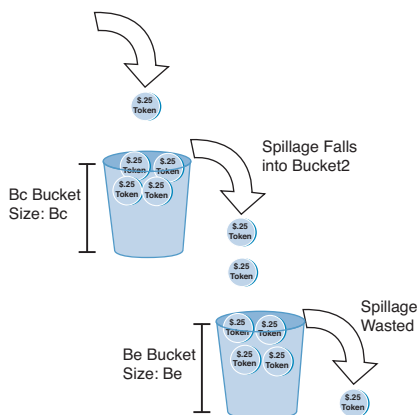 $.25
Token
Spillage Falls
into Bucket2
$.25
Token
$.25
Token
$.25
Token
$.25
Token
Bc Bucket
Size: Bc
$.25
Token
$.25
Token
Spillage
Wasted
$.25
Token
$.25
Token
$.25
Token
$.25
Token
Be Bucket
Size: Be
$.25
Token